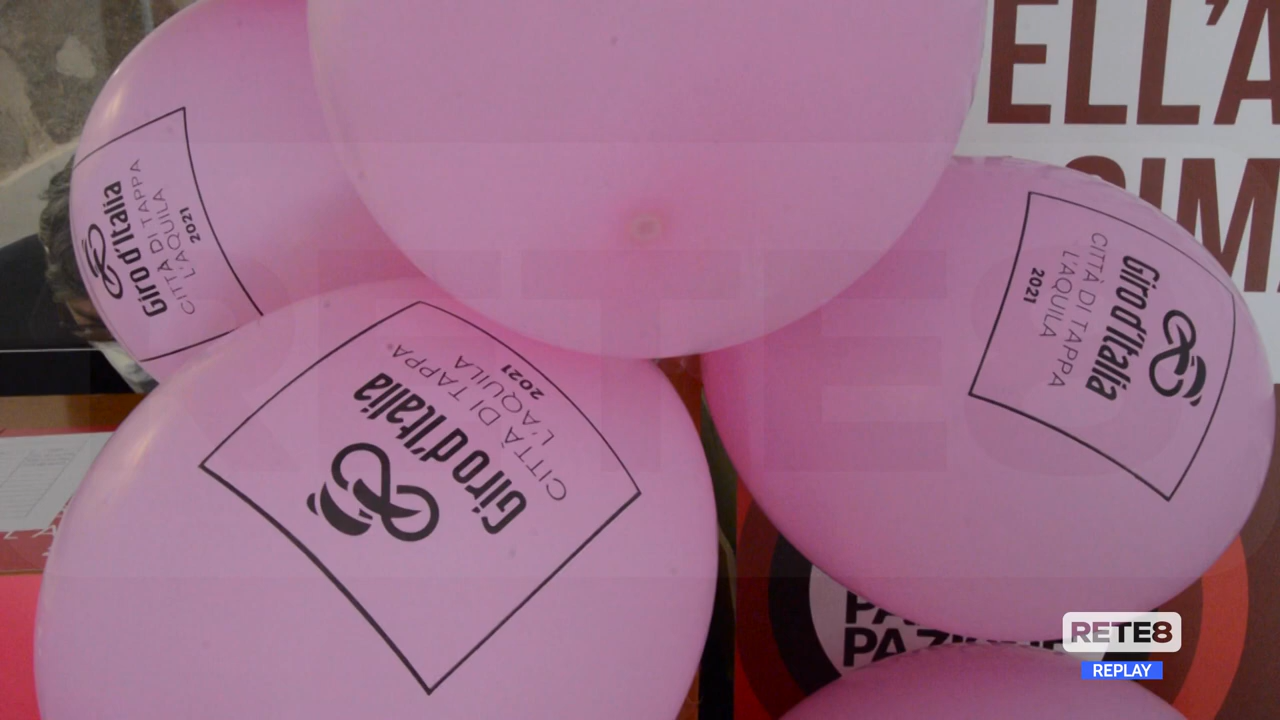 Giro d'Italia
CITTÀ DI TAPPA
L'AQUILA
2021
Giro d'Italia
CITTÀ DI TAPPA
L'AQUILA
2021
Giro d'Italia
CITTÀ DI TAPPA
L'AQUILA
2021
ELL'A
RETE8
RETE8
REPLAY